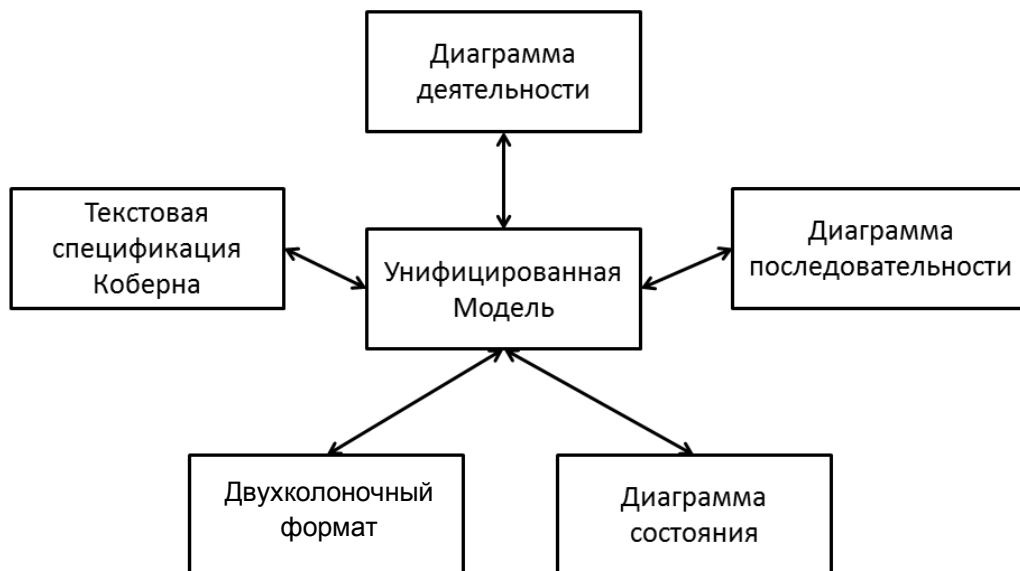 Диаграмма
деятельности
Текстовая
спецификация
Коберна
Унифицированная
Модель
Диаграмма
последовательности
Двухколоночный
формат
Диаграмма
состояния